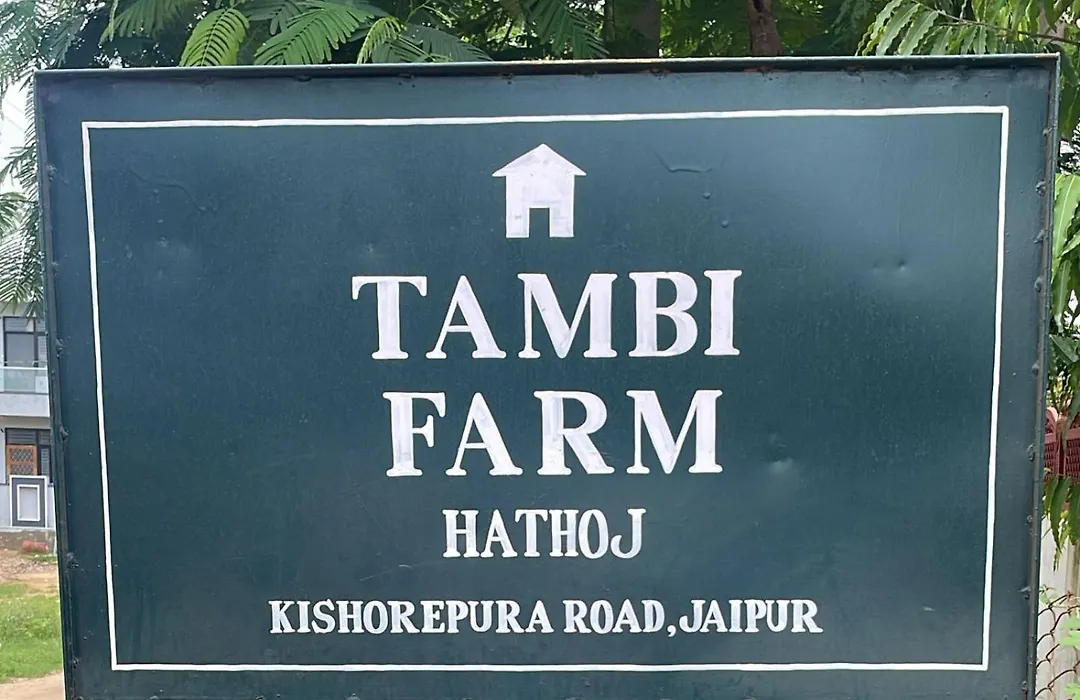 TAMBI
FARM
HATHOJ
KISHOREPURA ROAD, JAIPUR